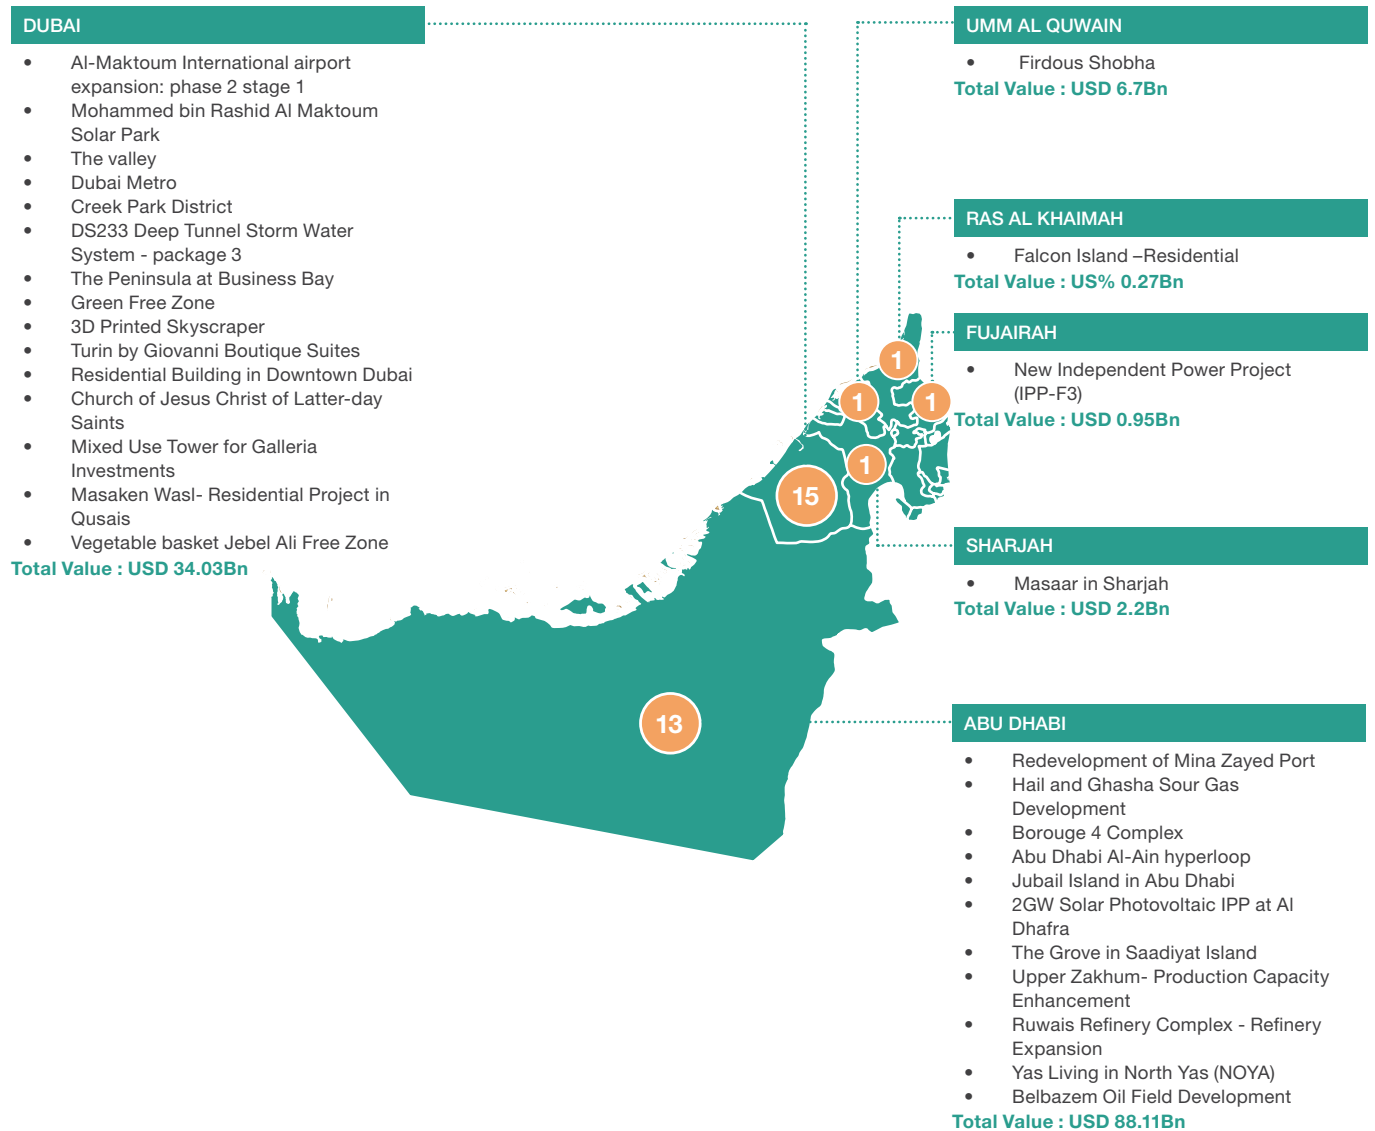 DUBAI
• Al-Maktoum International airport
expansion: phase 2 stage 1
• Mohammed bin Rashid Al Maktoum
Solar Park
• The valley
• Dubai Metro
• Creek Park District
• DS233 Deep Tunnel Storm Water
System - package 3
• The Peninsula at Business Bay
• Green Free Zone
• 3D Printed Skyscraper
• Turin by Giovanni Boutique Suites
• Residential Building in Downtown Dubai
• Church of Jesus Christ of Latter-day
Saints
• Mixed Use Tower for Galleria
Investments
• Masaken Wasl- Residential Project in
Qusais
• Vegetable basket Jebel Ali Free Zone
Total Value : USD 34.03Bn
UMM AL QUWAIN
• Firdous Shobha
Total Value : USD 6.7Bn
RAS AL KHAIMAH
• Falcon Island –Residential
Total Value : US% 0.27Bn
FUJAIRAH
• New Independent Power Project
(IPP-F3)
Total Value : USD 0.95Bn
SHARJAH
• Masaar in Sharjah
Total Value : USD 2.2Bn
ABU DHABI
• Redevelopment of Mina Zayed Port
• Hail and Ghasha Sour Gas
Development
• Borouge 4 Complex
• Abu Dhabi Al-Ain hyperloop
• Jubail Island in Abu Dhabi
• 2GW Solar Photovoltaic IPP at Al
Dhafra
• The Grove in Saadiyat Island
• Upper Zakhum- Production Capacity
Enhancement
• Ruwais Refinery Complex - Refinery
Expansion
• Yas Living in North Yas (NOYA)
• Belbazem Oil Field Development
Total Value : USD 88.11Bn
1
1
1
1
15
13